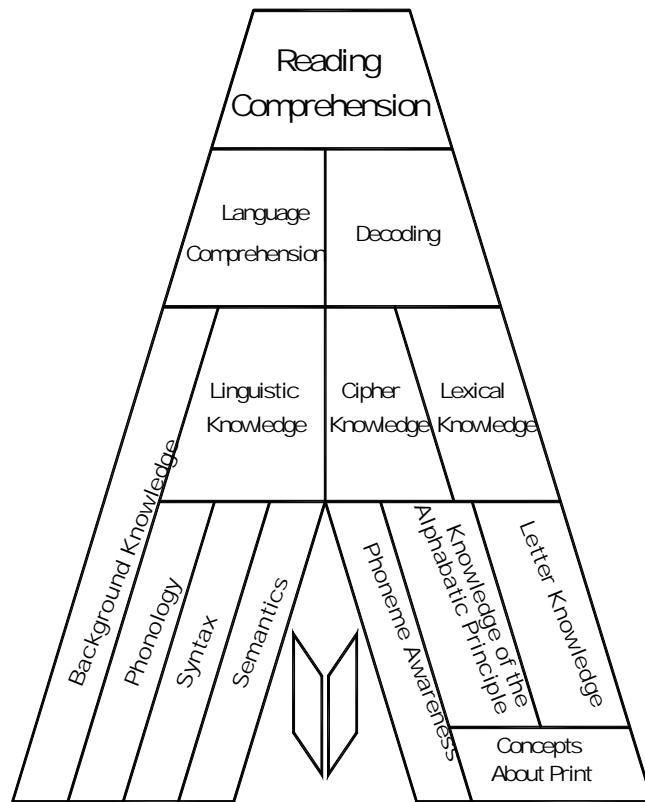 Reading
Comprehension
Language
Comprehension
Decoding
Linguistic
Knowledge
Cipher
Knowledge
Lexical
Knowledge
Background Knowledge
Phonology
Syntax
Semantics
Phoneme Awareness
Knowledge of the
Alphabatic Principle
Letter Knowledge
Concepts
About Print